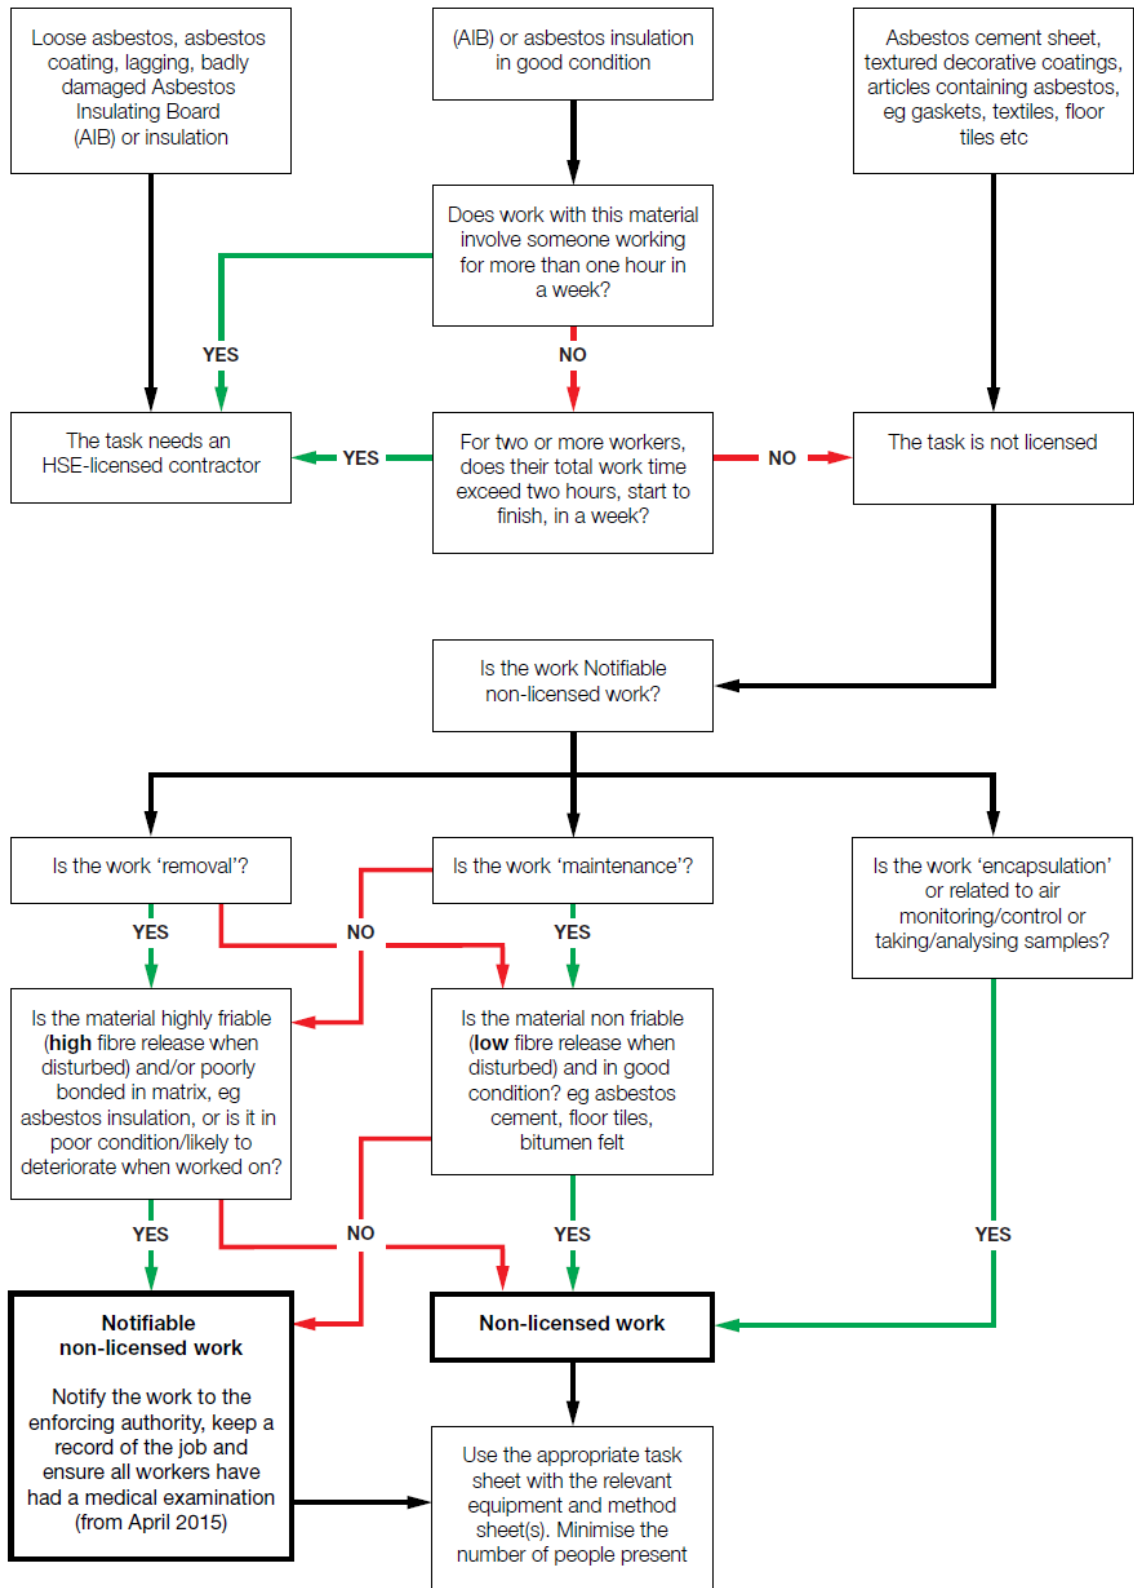 Loose asbestos, asbestos
coating, lagging, badly
damaged Asbestos
Insulating Board
(AIB) or insulation
(AIB) or asbestos insulation
in good condition
Asbestos cement sheet,
textured decorative coatings,
articles containing asbestos,
eg gaskets, textiles, floor
tiles etc
Does work with this material
involve someone working
for more than one hour in
a week?
YES
NO
The task needs an
HSE-licensed contractor
YES
For two or more workers,
does their total work time
exceed two hours, start to
finish, in a week?
NO
The task is not licensed
Is the work Notifiable
non-licensed work?
Is the work ‘removal’?
Is the work ‘maintenance’?
Is the work ‘encapsulation’
or related to air
monitoring/control or
taking/analysing samples?
YES
NO
YES
Is the material highly friable
(high fibre release when
disturbed) and/or poorly
bonded in matrix, eg
asbestos insulation, or is it in
poor condition/likely to
deteriorate when worked on?
Is the material non friable
(low fibre release when
disturbed) and in good
condition? eg asbestos
cement, floor tiles,
bitumen felt
YES
NO
YES
YES
Notifiable
non-licensed work
Notify the work to the
enforcing authority, keep a
record of the job and
ensure all workers have
had a medical examination
(from April 2015)
Non-licensed work
Use the appropriate task
sheet with the relevant
equipment and method
sheet(s). Minimise the
number of people present